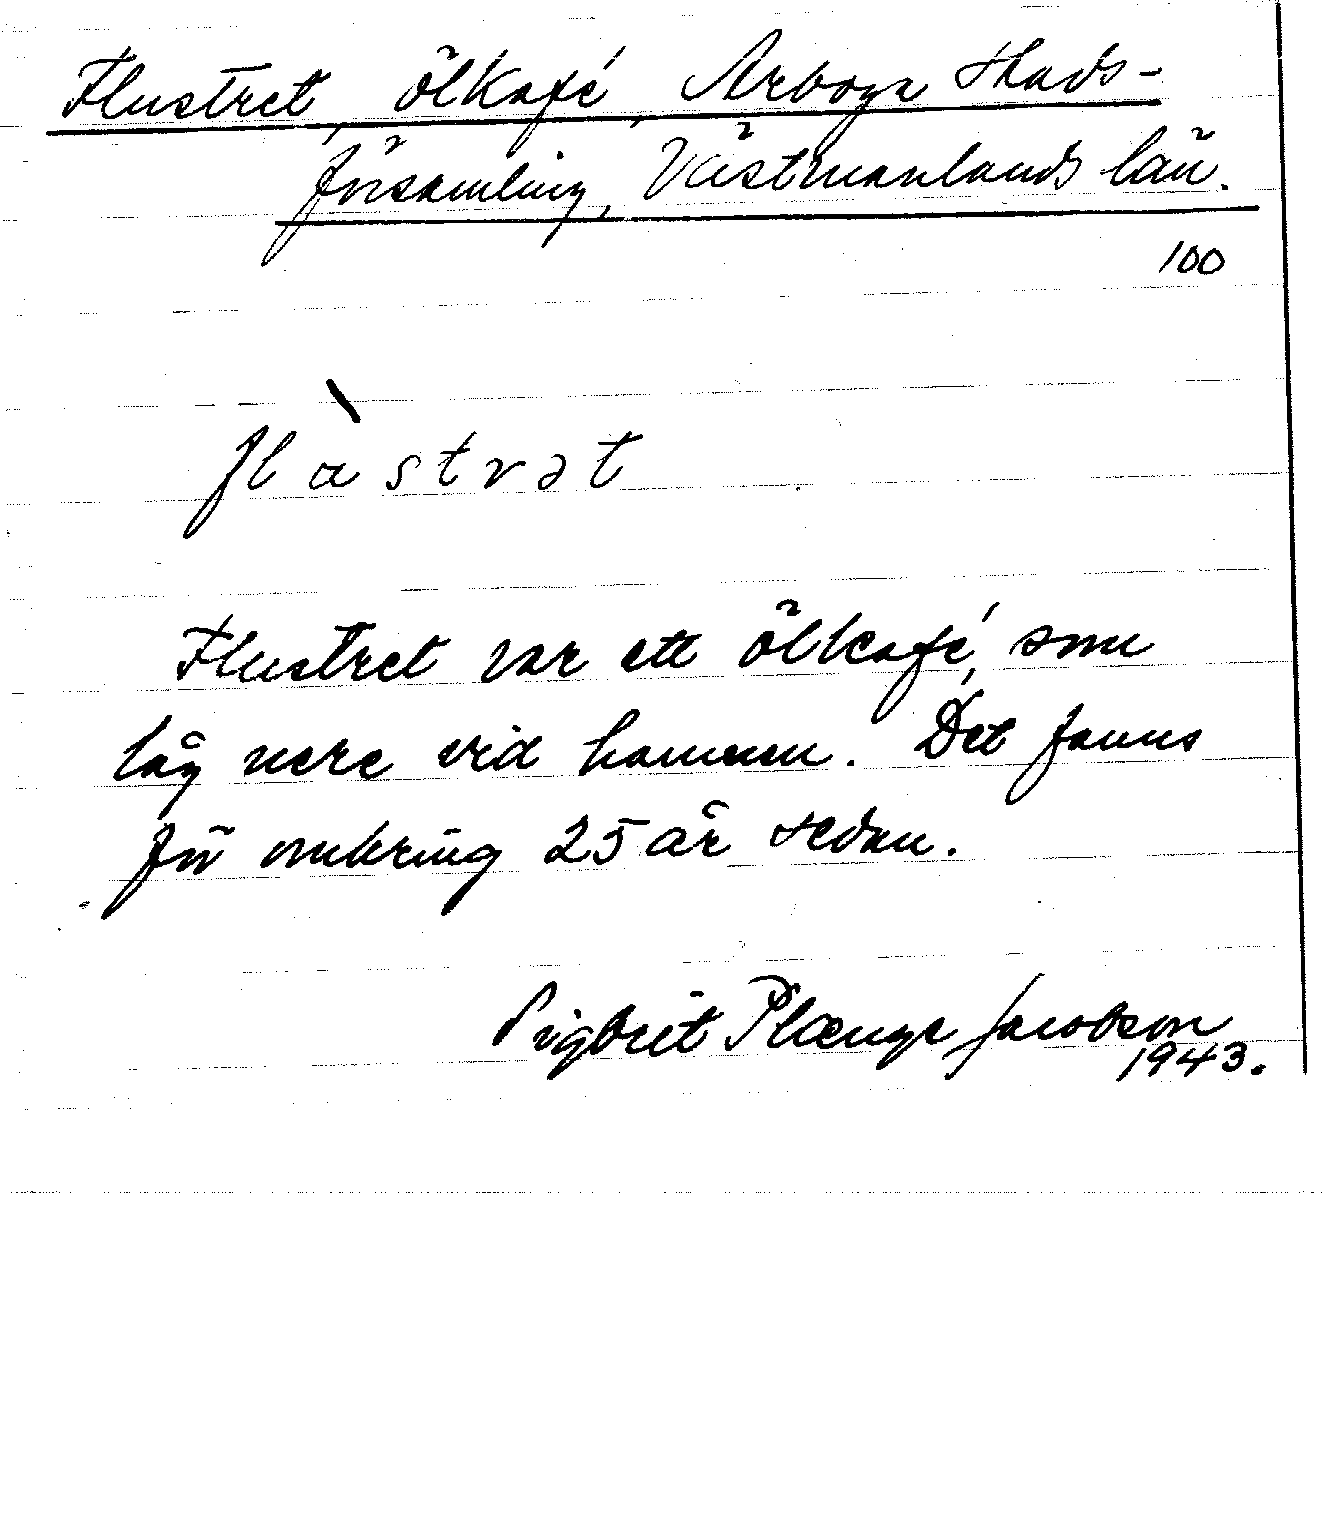 Flustret, ölkafé, Arboga stads-
församling, Västmanlands län.
100
flàstrət
Flustret var ett ölkafé, som
låg nere vid hamnen. Det fanns
för omkring 25 år sedan.
Sigbrit Plænge Jacobson
1943.